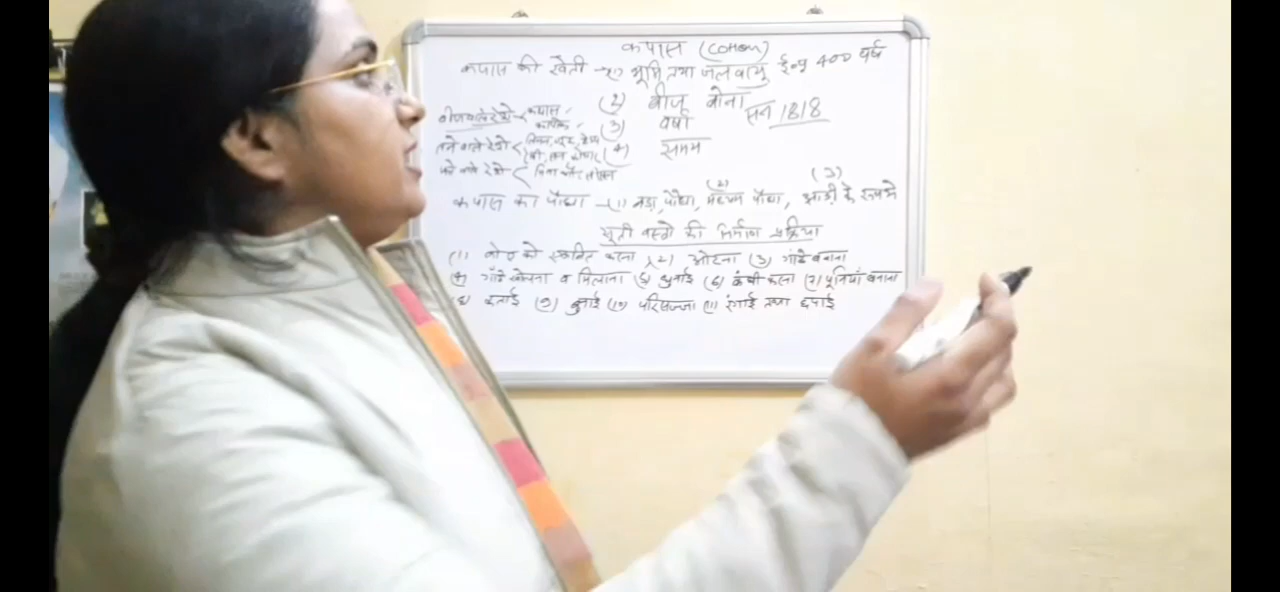 कपास (Cotton)
कपास की खेती → (1) भूमि तथा जलवायु ई०पू 400 वर्ष
(2) बीज बोना सन 1818
बीज वाले रेशे < कपास
(3) वर्षा
तने वाले रेशे (4) समय
कपास का पौधा → (1) बड़ा पौधा, (2) मध्यम पौधा, (3) झाड़ी के रूप में
सूती वस्त्रो की निर्माण प्रक्रिया
(1) को एकत्रित करना (2) ओटना (3) गांठे बनाना
(4) गांठे खोलना व मिलाना (5) धुनाई (6) कंघी करना (7) पूनियां बनाना
(8) कताई (9) बुनाई (10) परिसज्जा (11) रंगाई तथा छपाई